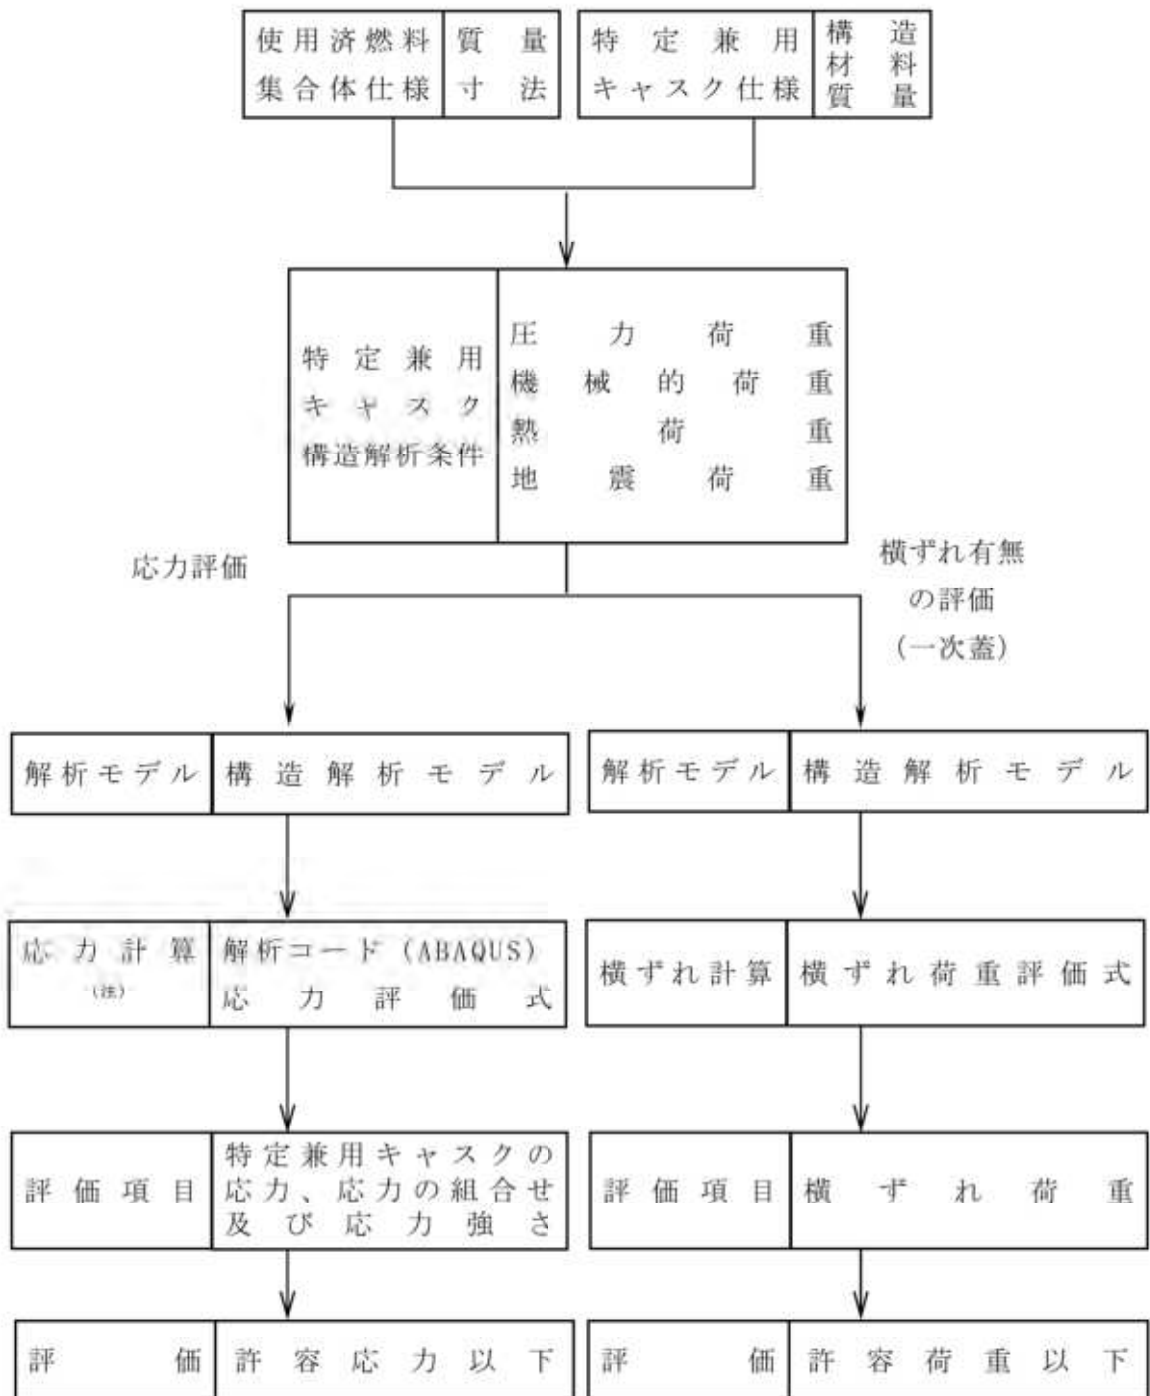 使用済燃料
集合体仕様
質量
寸法
特定兼用
キャスク仕様
構造
材料
質量
特定兼用
キャスク
構造解析条件
圧力荷重
機械的荷重
熱荷重
地震荷重
応力評価
横ずれ有無
の評価
(一次蓋)
解析モデル
構造解析モデル
解析モデル
構造解析モデル
応力計算
(注)
解析コード(ABAQUS)
応力評価式
横ずれ計算
横ずれ荷重評価式
評価項目
特定兼用キャスクの
応力、応力の組合せ
及び応力強さ
評価項目
横ずれ荷重
評価
許容応力以下
評価
許容荷重以下